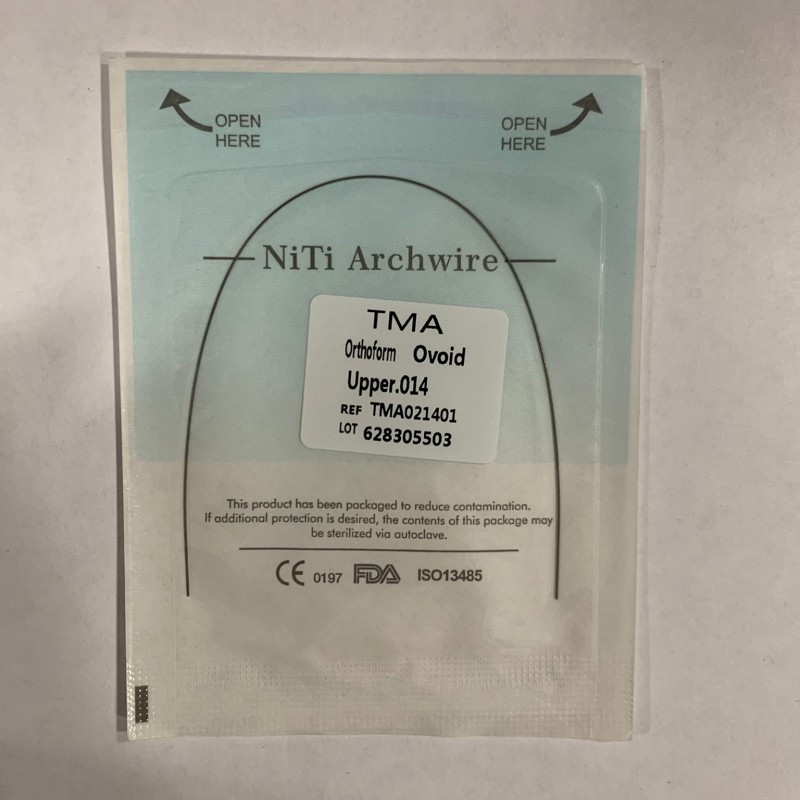 OPEN
HERE
OPEN
HERE
NiTi Archwire
TMA
Orthoform Ovoid
Upper.014
REF TMA021401
LOT 628305503
This product has been packaged to reduce contamination.
If additional protection is desired, the contents of this package may
be sterilized via autoclave.
CE 0197 FDA ISO13485